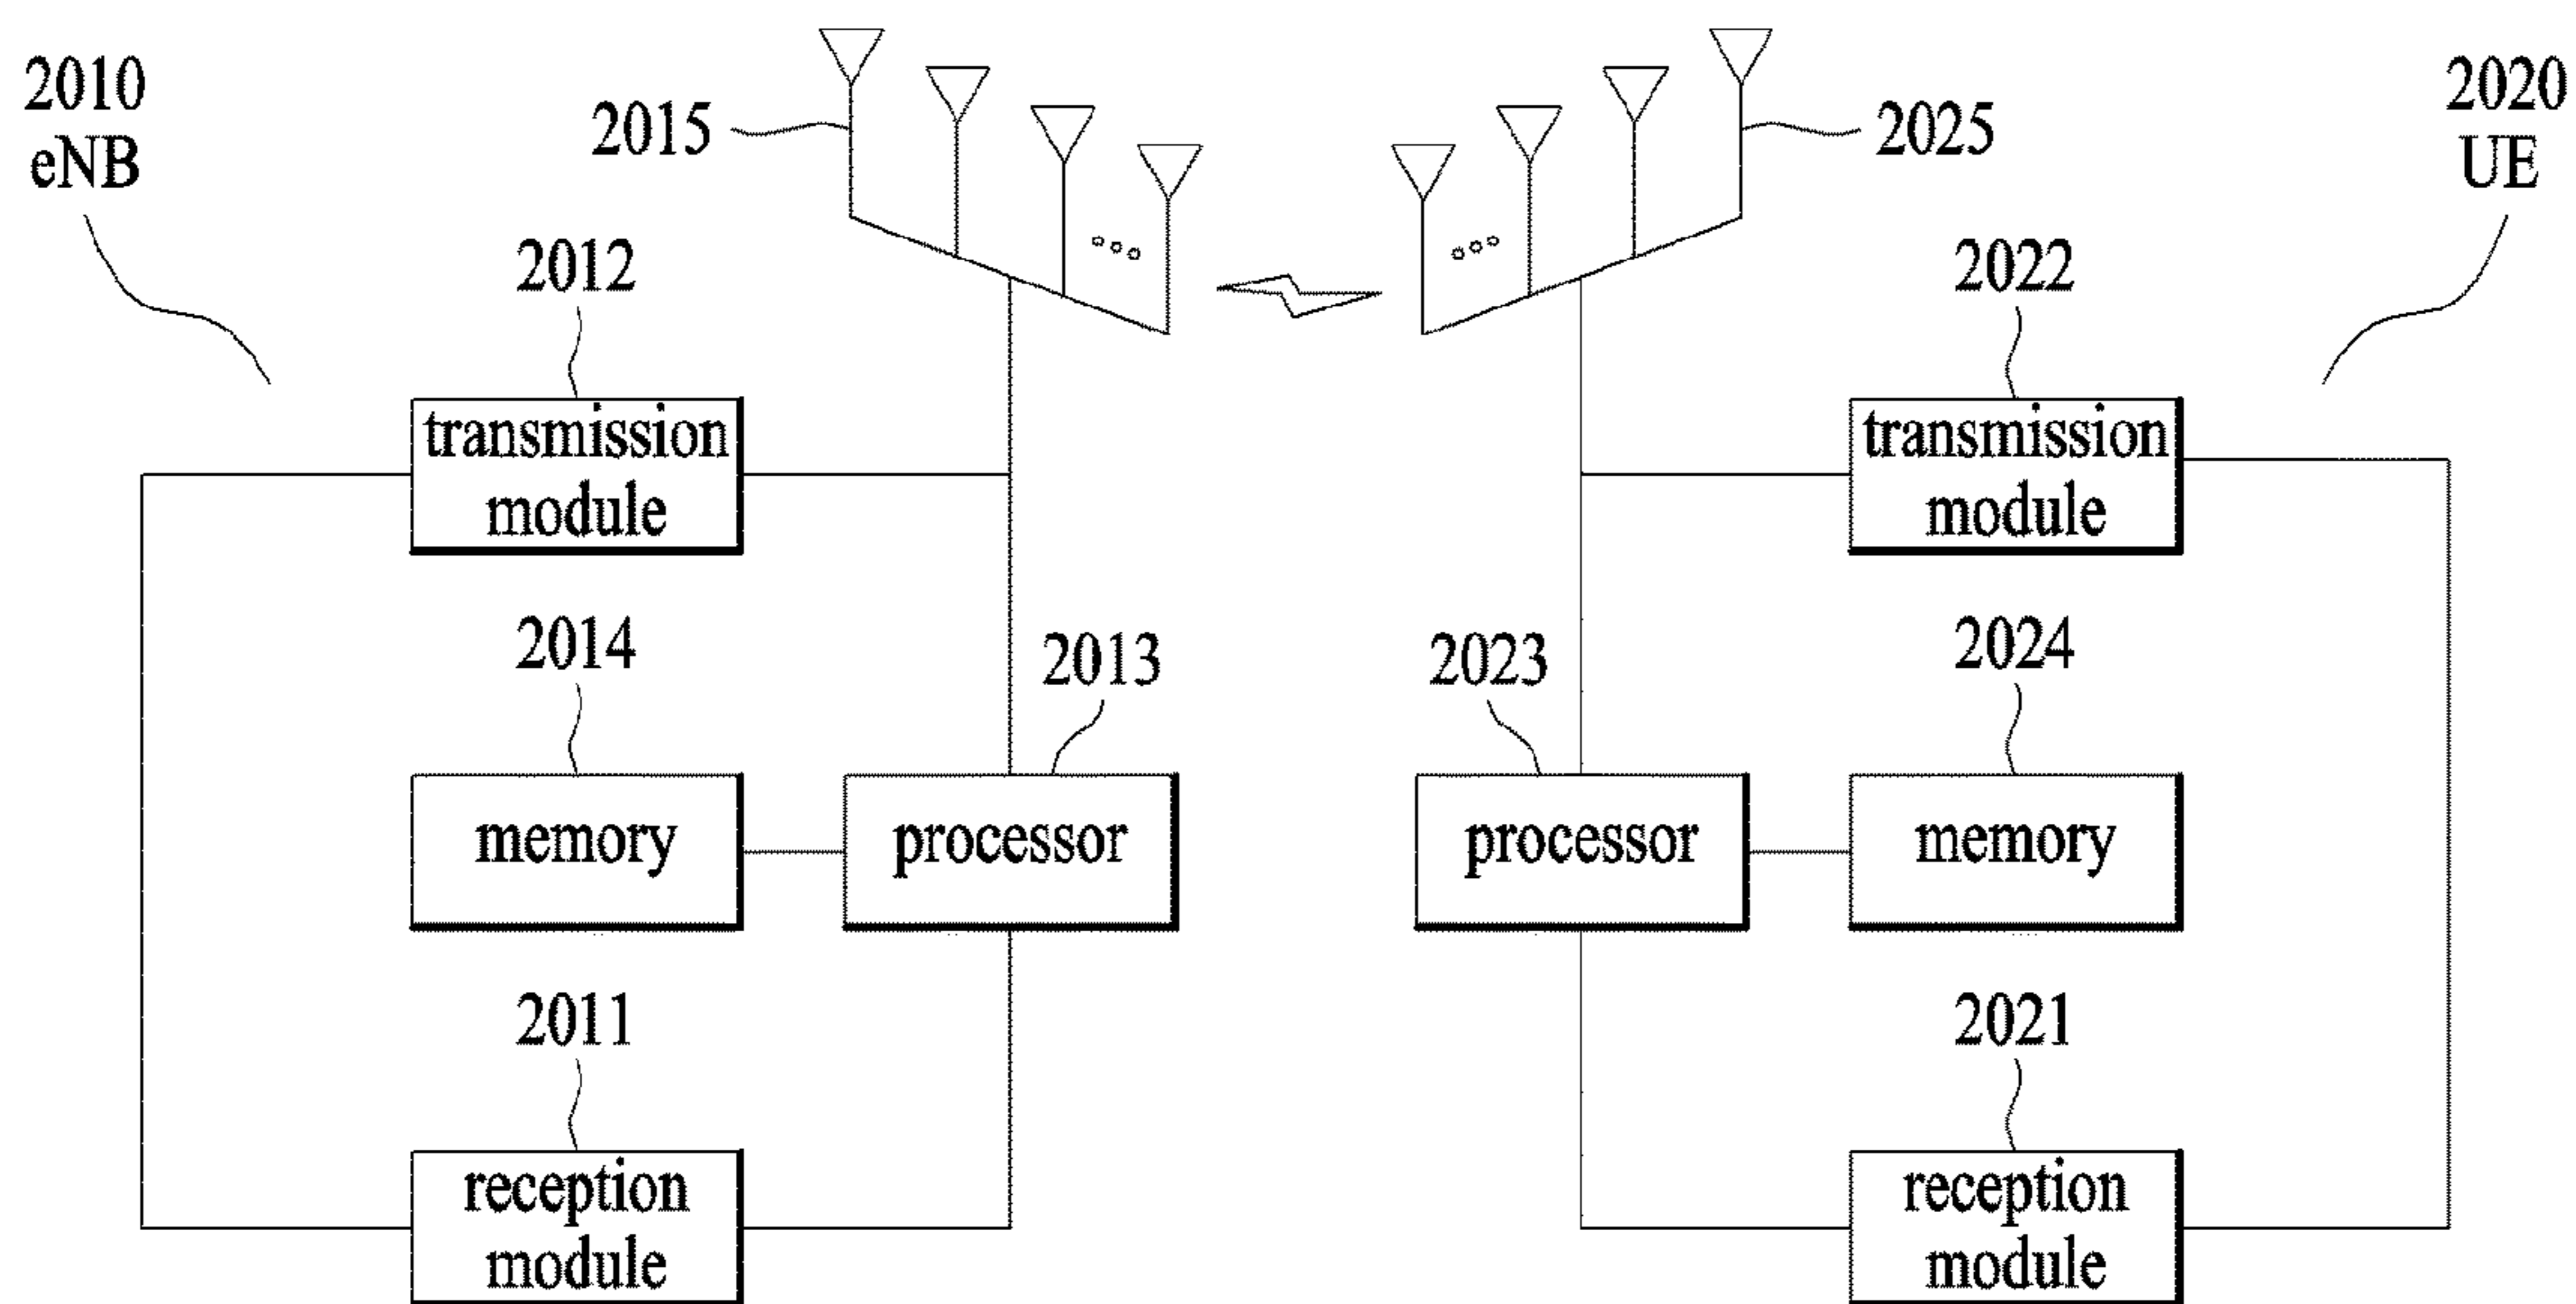 2010
eNB
2015
2025
2020
UE
2012
2022
transmission
module
transmission
module
2014
2013
2023
2024
memory
processor
processor
memory
2011
2021
reception
module
reception
module